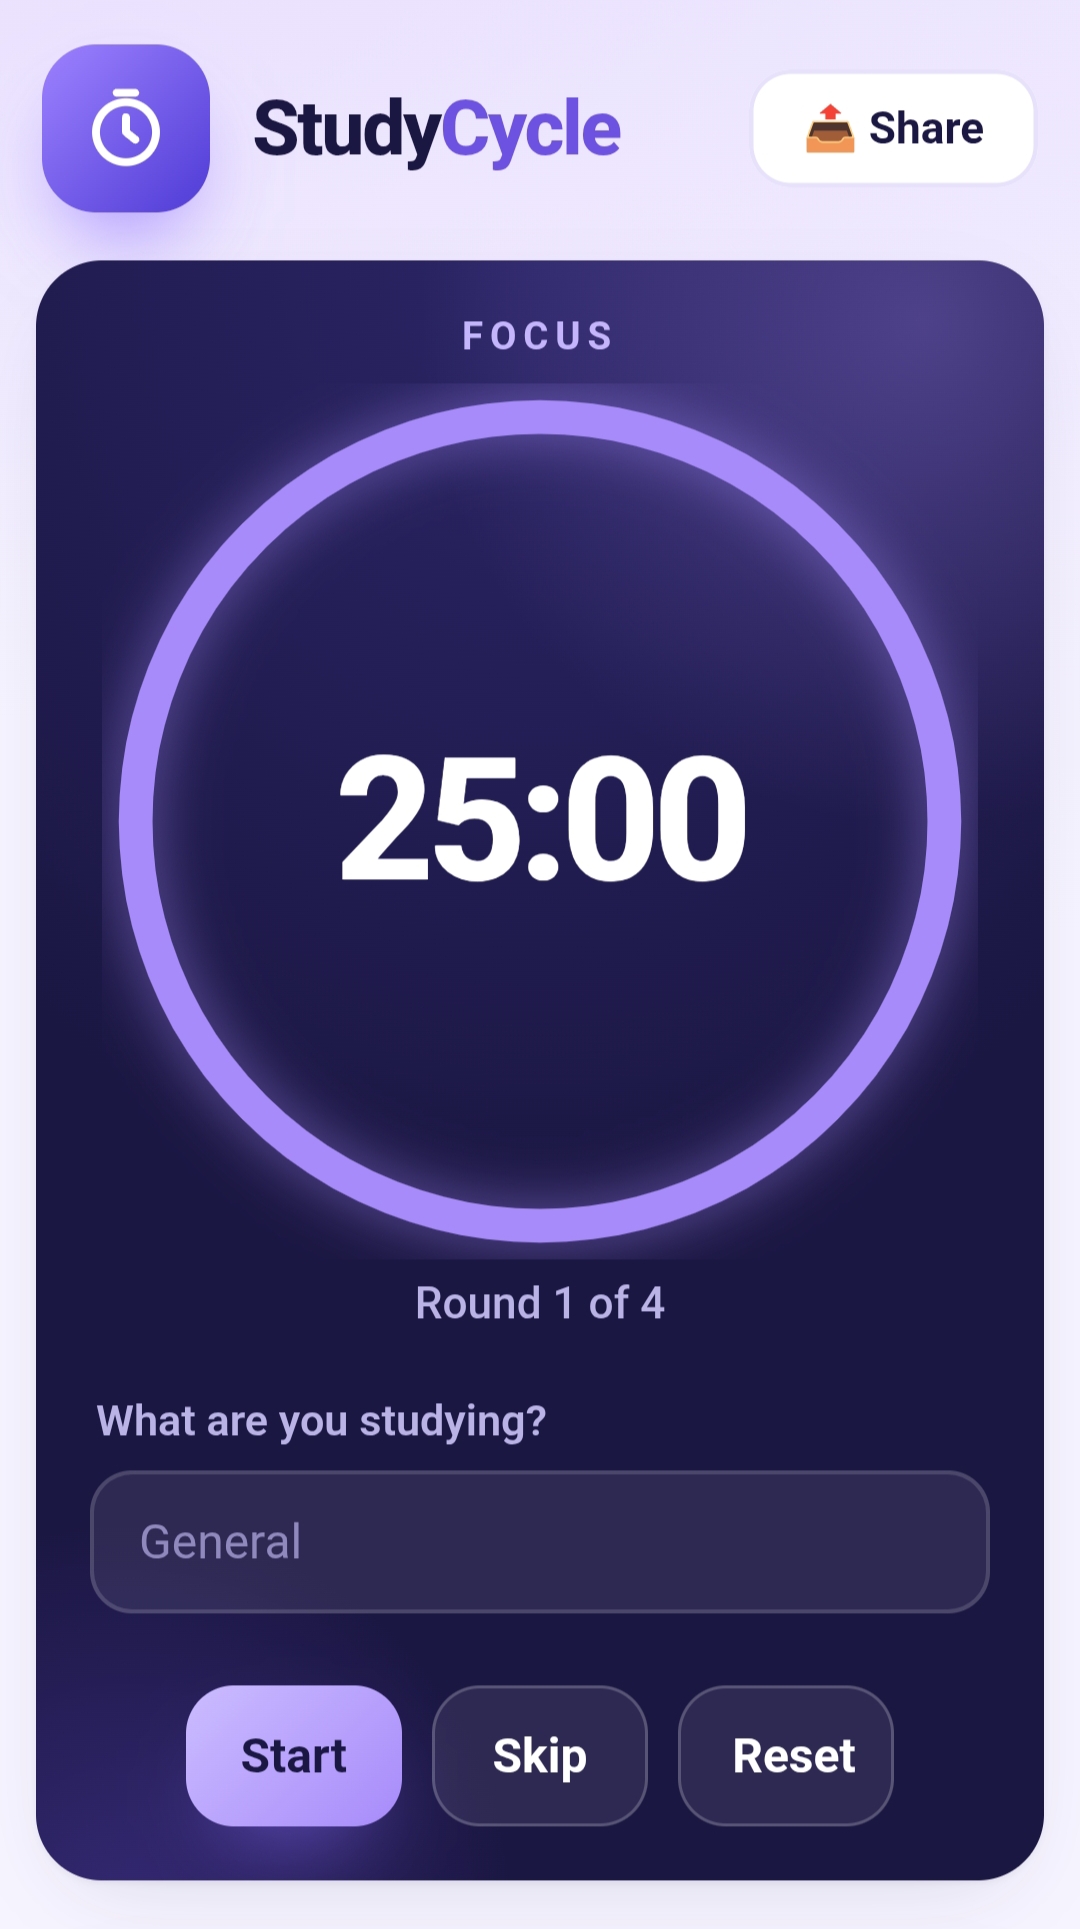 StudyCycle
Share
FOCUS
25:00
Round 1 of 4
What are you studying?
General
Start
Skip
Reset